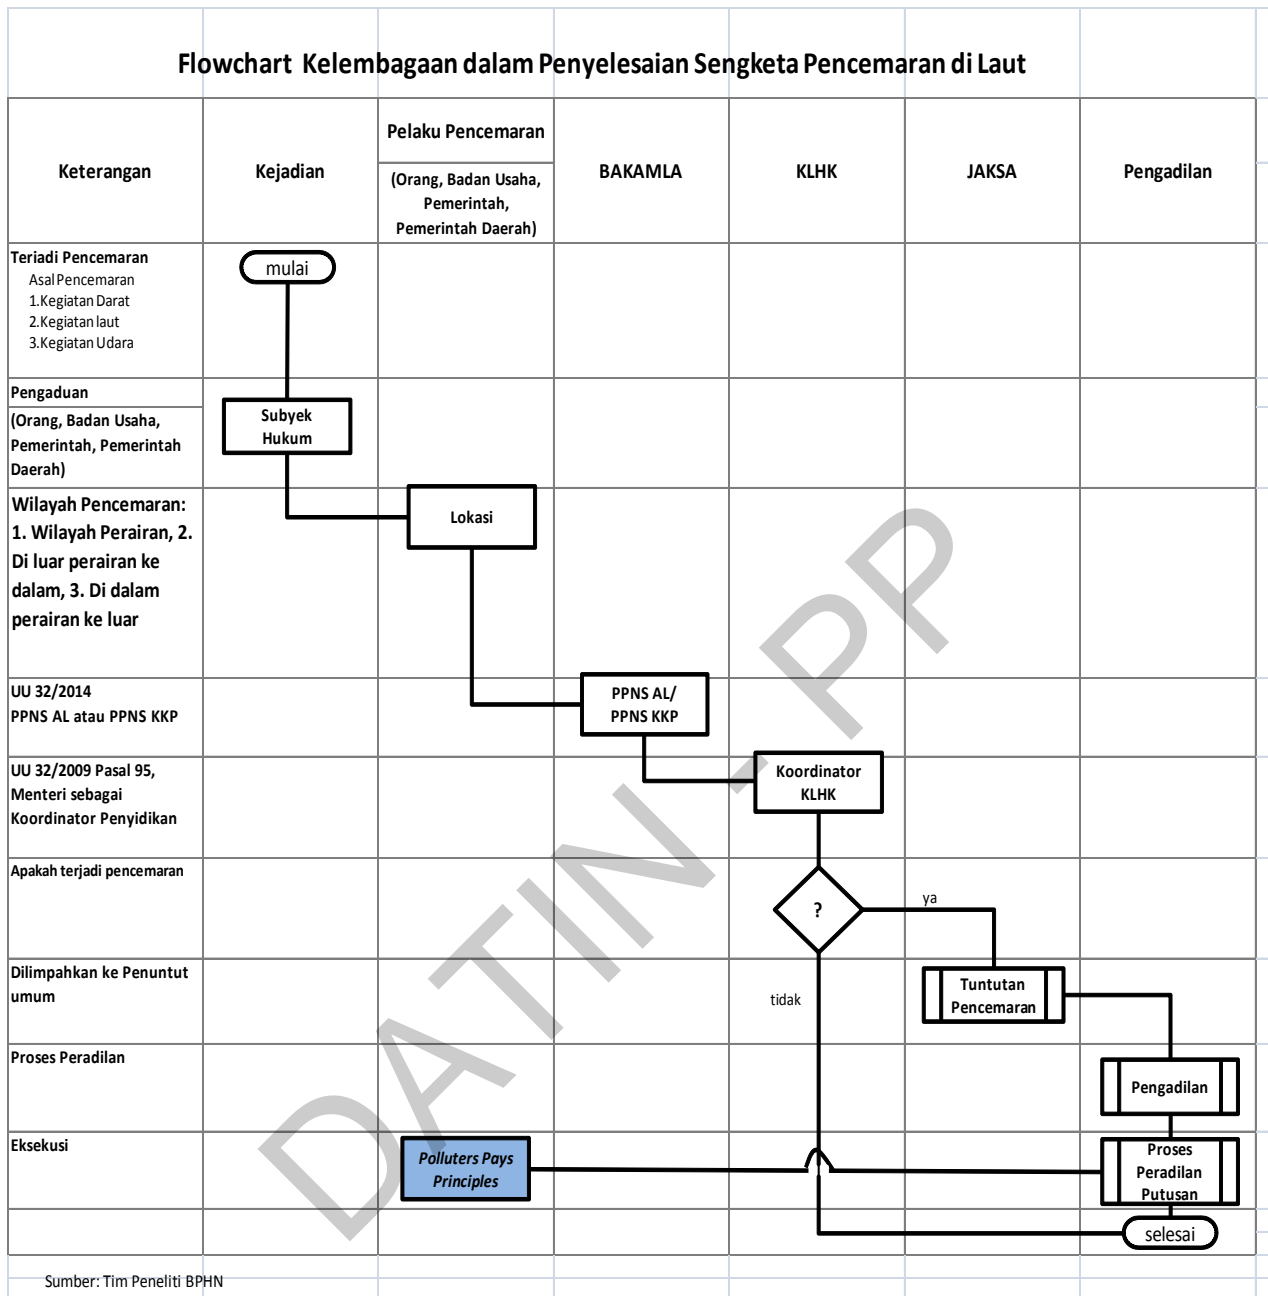 Flowchart Kelembagaan dalam Penyelesaian Sengketa Pencemaran di Laut
Keterangan
Kejadian
Pelaku Pencemaran
(Orang, Badan Usaha,
Pemerintah,
Pemerintah Daerah)
BAKAMLA
KLHK
JAKSA
Pengadilan
Teriadi Pencemaran
Asal Pencemaran
1.Kegiatan Darat
2.Kegiatan laut
3.Kegiatan Udara
mulai
Pengaduan
(Orang, Badan Usaha,
Pemerintah, Pemerintah
Daerah)
Subyek
Hukum
Wilayah Pencemaran:
1. Wilayah Perairan, 2.
Di luar perairan ke
dalam, 3. Di dalam
perairan ke luar
Lokasi
UU 32/2014
PPNS AL atau PPNS KKP
PPNS AL/
PPNS KKP
UU 32/2009 Pasal 95,
Menteri sebagai
Koordinator Penyidikan
Koordinator
KLHK
Apakah terjadi pencemaran
?
ya
Dilimpahkan ke Penuntut
umum
tidak
Tuntutan
Pencemaran
Proses Peradilan
Pengadilan
Eksekusi
Polluters Pays
Principles
Proses
Peradilan
Putusan
selesai
Sumber: Tim Peneliti BPHN
DATIN - PP